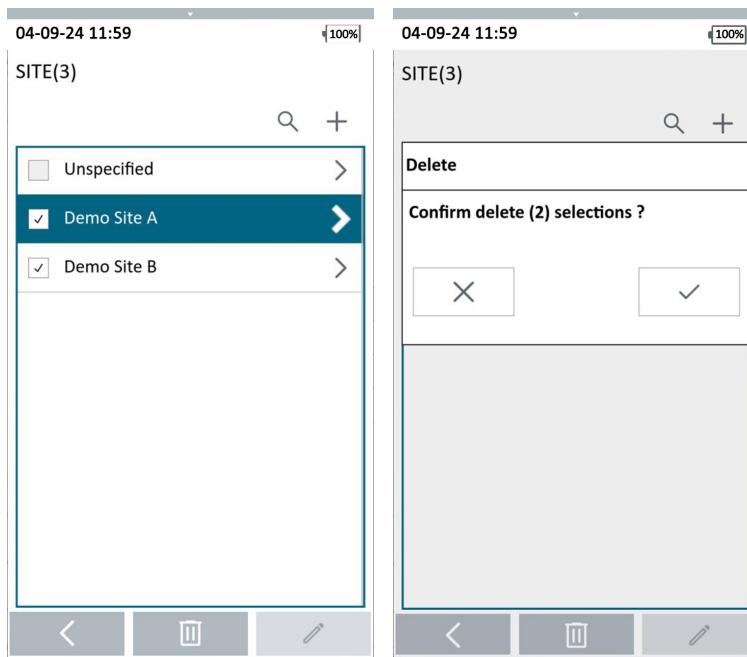 04-09-24 11:59
100%
SITE(3)
Unspecified
Demo Site A
Demo Site B
04-09-24 11:59
100%
SITE(3)
Delete
Confirm delete (2) selections ?